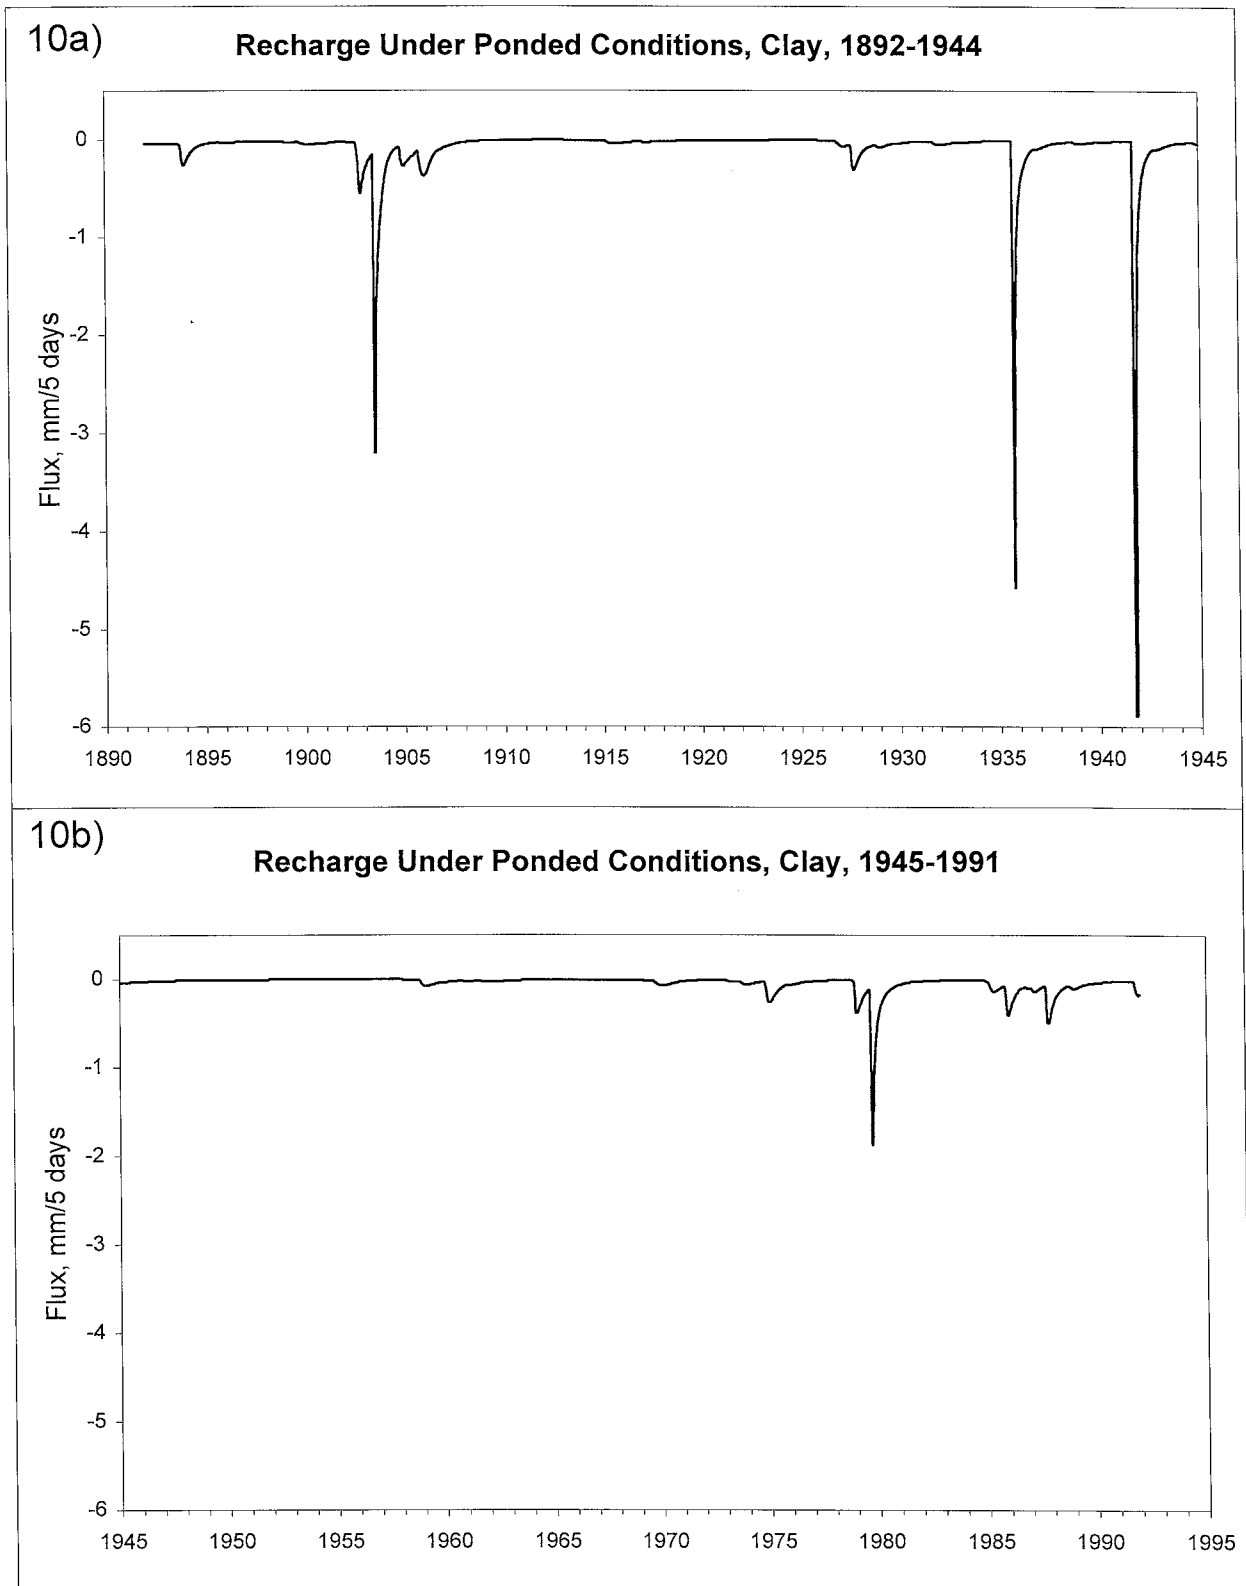 10a)
Recharge Under Ponded Conditions, Clay, 1892-1944
Flux, mm/5 days
0
-1
-2
-3
-4
-5
-6
1890 1895 1900 1905 1910 1915 1920 1925 1930 1935 1940 1945
10b)
Recharge Under Ponded Conditions, Clay, 1945-1991
Flux, mm/5 days
0
-1
-2
-3
-4
-5
-6
1945 1950 1955 1960 1965 1970 1975 1980 1985 1990 1995